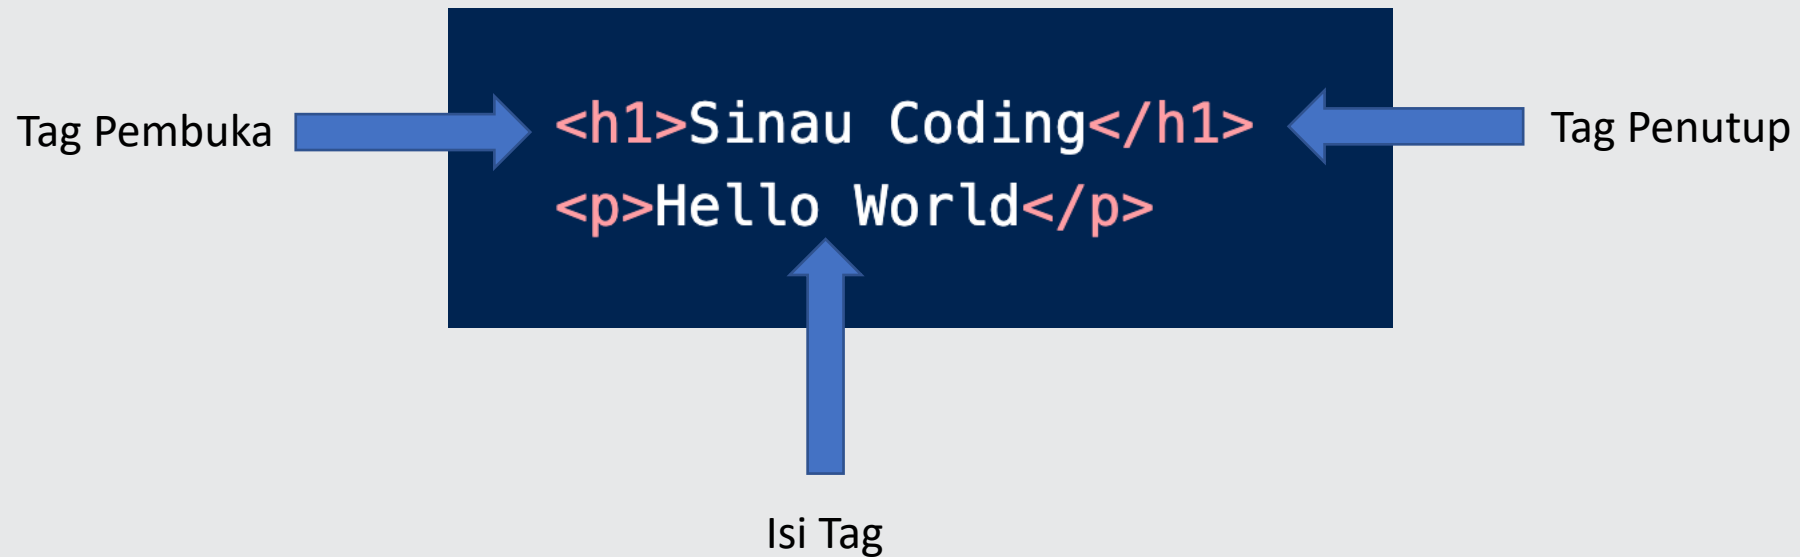 Tag Pembuka
<h1>Sinau Coding</h1>
Tag Penutup
<p>Hello World</p>
Isi Tag